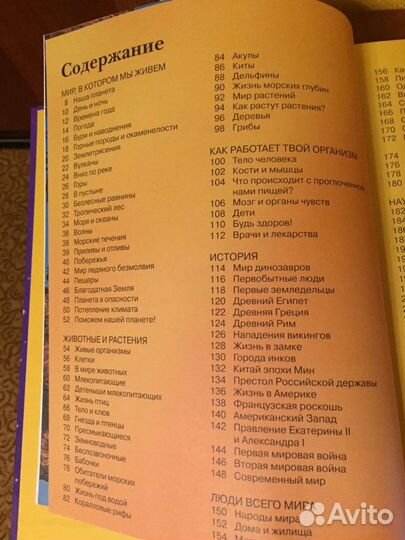 Содержание
МИР, В КОТОРОМ МЫ ЖИВЕМ
8 Наша планета
10 День и ночь
12 Времена года
14 Погода
16 Бури и наводнения
18 Горные породы и окаменелости
20 Землетрясения
22 Вулканы
24 Вниз по реке
26 Горы
28 В пустыне
30 Безлесные равнины
32 Тропический лес
34 Моря и океаны
36 Волны
38 Морские течения
39 Приливы и отливы
40 Побережья
42 Мир ледяного безмолвия
44 Пещеры
46 Благодатная Земля
48 Планета в опасности
50 Потепление климата
52 Поможем нашей планете!
ЖИВОТНЫЕ И РАСТЕНИЯ
54 Живые организмы
56 Клетки
58 В мире животных
60 Млекопитающие
62 Детеныши млекопитающих
64 Жизнь птиц
66 Тело и клюв
68 Гнезда и птенцы
70 Пресмыкающиеся
72 Земноводные
74 Беспозвоночные
76 Бабочки
78 Обитатели морских
побережий
80 Жизнь под водой
82 Коралловые рифы
84 Акулы
86 Киты
88 Дельфины
90 Жизнь морских глубин
92 Мир растений
94 Как растут растения?
96 Деревья
98 Грибы
КАК РАБОТАЕТ ТВОЙ ОРГАНИЗМ
100 Тело человека
102 Кости и мышцы
104 Что происходит с проглоченной
нами пищей?
106 Мозг и органы чувств
108 Дети
110 Будь здоров!
112 Врачи и лекарства
ИСТОРИЯ
114 Мир динозавров
116 Первобытные люди
118 Первые земледельцы
120 Древний Египет
122 Древняя Греция
124 Древний Рим
126 Нападения викингов
128 Жизнь в замке
130 Города инков
132 Китай эпохи Мин
134 Престол Российской державы
136 Жизнь в Америке
138 Французская роскошь
140 Американский Запад
142 Правление Екатерины II
и Александра I
144 Первая мировая война
146 Вторая мировая война
148 Современный мир
ЛЮДИ ВСЕГО МИРА
150 Народы мира
152 Дома и жилища
154
156
158
160
162
172
174
176
178
180
182
184
186
188
Avito